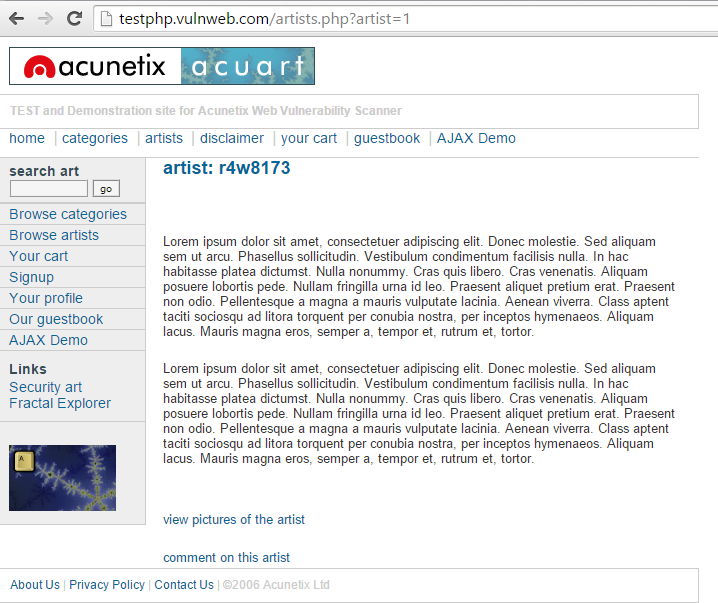 testphp.vulnweb.com/artists.php?artist=1
acunetix acuart
TEST and Demonstration site for Acunetix Web Vulnerability Scanner
home | categories | artists | disclaimer | your cart | guestbook | AJAX Demo
search art
go
Browse categories
Browse artists
Your cart
Signup
Your profile
Our guestbook
AJAX Demo
Links
Security art
Fractal Explorer
A
artist: r4w8173
Lorem ipsum dolor sit amet, consectetuer adipiscing elit. Donec molestie. Sed aliquam
sem ut arcu. Phasellus sollicitudin. Vestibulum condimentum facilisis nulla. In hac
habitasse platea dictumst. Nulla nonummy. Cras quis libero. Cras venenatis. Aliquam
posuere lobortis pede. Nullam fringilla urna id leo. Praesent aliquet pretium erat. Praesent
non odio. Pellentesque a magna a mauris vulputate lacinia. Aenean viverra. Class aptent
taciti sociosqu ad litora torquent per conubia nostra, per inceptos hymenaeos. Aliquam
lacus. Mauris magna eros, semper a, tempor et, rutrum et, tortor.
Lorem ipsum dolor sit amet, consectetuer adipiscing elit. Donec molestie. Sed aliquam
sem ut arcu. Phasellus sollicitudin. Vestibulum condimentum facilisis nulla. In hac
habitasse platea dictumst. Nulla nonummy. Cras quis libero. Cras venenatis. Aliquam
posuere lobortis pede. Nullam fringilla urna id leo. Praesent aliquet pretium erat. Praesent
non odio. Pellentesque a magna a mauris vulputate lacinia. Aenean viverra. Class aptent
taciti sociosqu ad litora torquent per conubia nostra, per inceptos hymenaeos. Aliquam
lacus. Mauris magna eros, semper a, tempor et, rutrum et, tortor.
view pictures of the artist
comment on this artist
About Us | Privacy Policy | Contact Us | ©2006 Acunetix Ltd